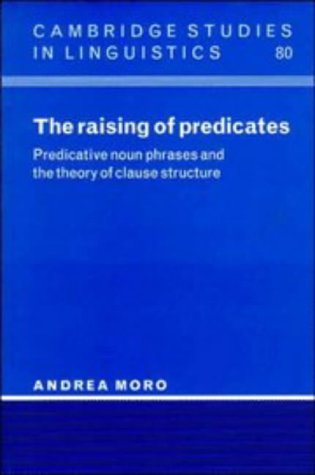 CAMBRIDGE STUDIES
IN LINGUISTICS 80
The raising of predicates
Predicative noun phrases and
the theory of clause structure
ANDREA MORO